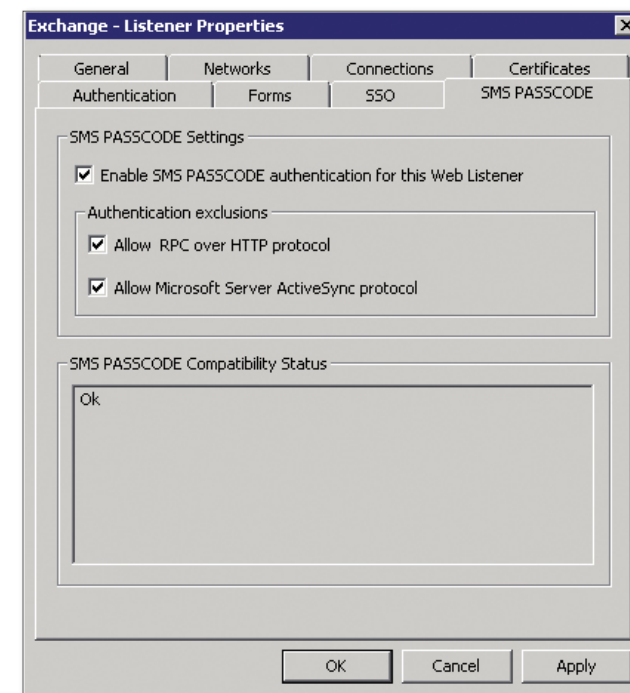 Exchange - Listener Properties
General Networks Connections Certificates
Authentication Forms SSO SMS PASSCODE
SMS PASSCODE Settings
Enable SMS PASSCODE authentication for this Web Listener
Authentication exclusions
Allow RPC over HTTP protocol
Allow Microsoft Server ActiveSync protocol
SMS PASSCODE Compatibility Status
Ok
OK Cancel Apply